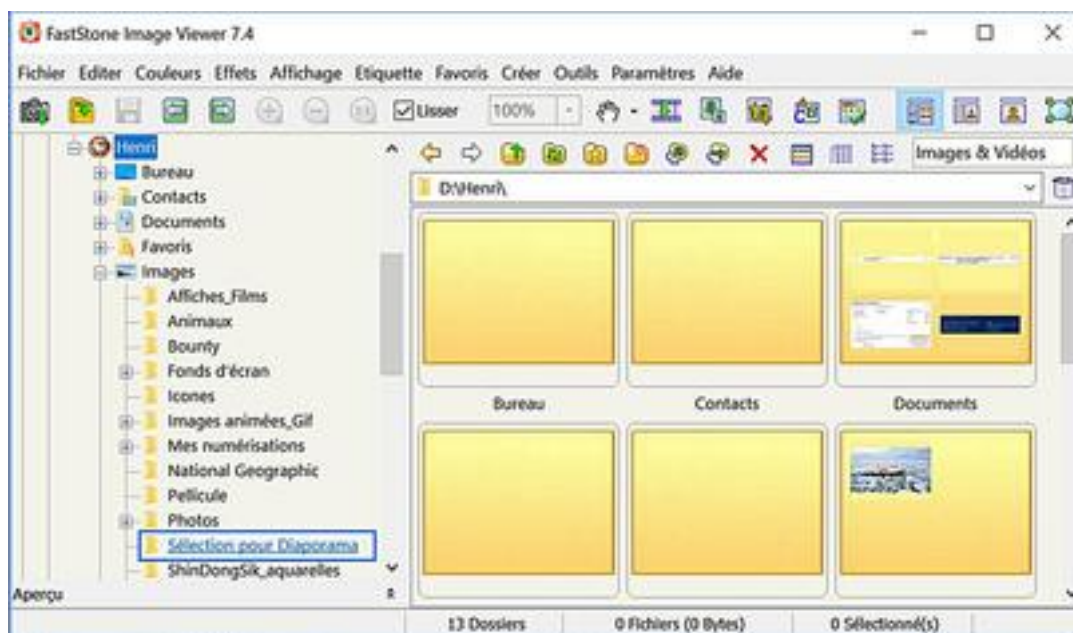 FastStone Image Viewer 7.4
Fichier Editer Couleurs Effets Affichage Etiquette Favoris Créer Outils Paramètres Aide
Lisser 100%
Henri
Bureau
Contacts
Documents
Favoris
Images
Affiches_Films
Animaux
Bounty
Fonds d'écran
Icones
Images animées_Gif
Mes numérisations
National Geographic
Pellicule
Photos
Sélection pour Diaporama
ShinDongSik_aquarelles
Aperçu
Images & Vidéos
D:\Henri\
Bureau Contacts Documents
13 Dossiers 0 Fichiers (0 Bytes) 0 Sélectionné(s)